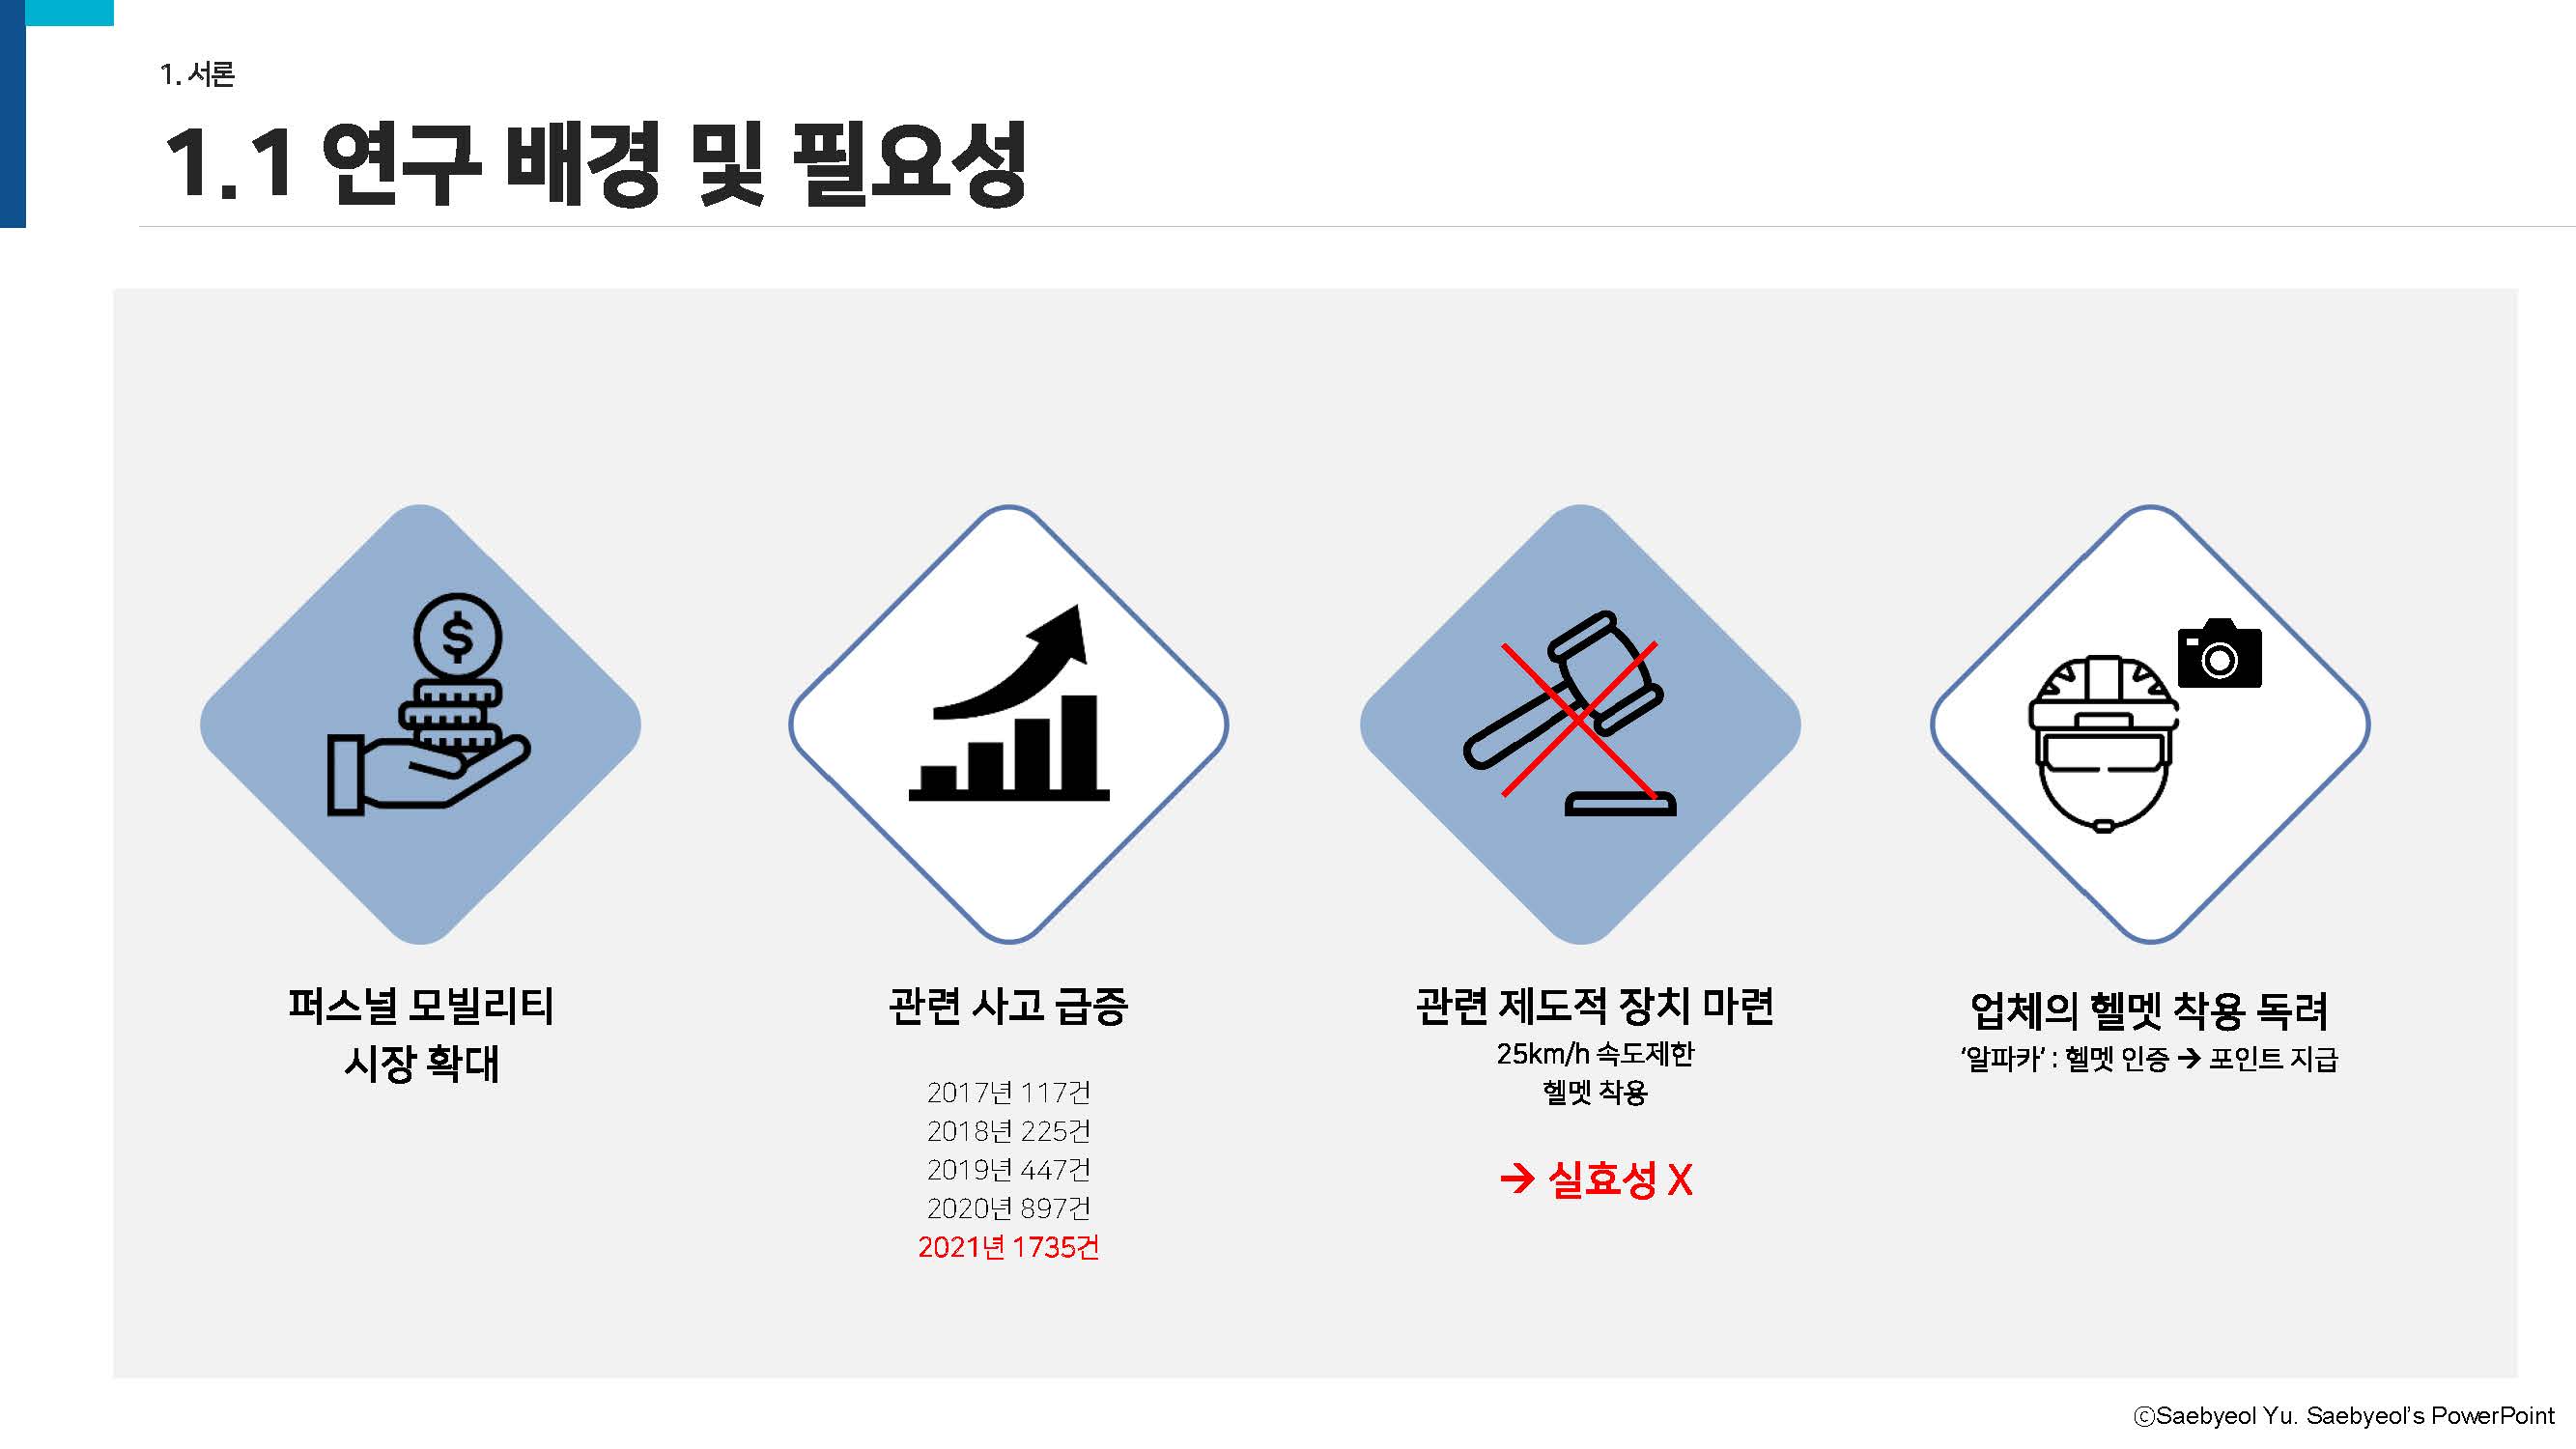 1. 서론
1.1 연구 배경 및 필요성
$
퍼스널 모빌리티
시장 확대
관련 사고 급증
2017년 117건
2018년 225건
2019년 447건
2020년 897건
2021년 1735건
관련 제도적 장치 마련
25km/h 속도제한
헬멧 착용
→ 실효성 X
업체의 헬멧 착용 독려
‘알파카’ : 헬멧 인증 → 포인트 지급
ⓒSaebyeol Yu. Saebyeol’s PowerPoint